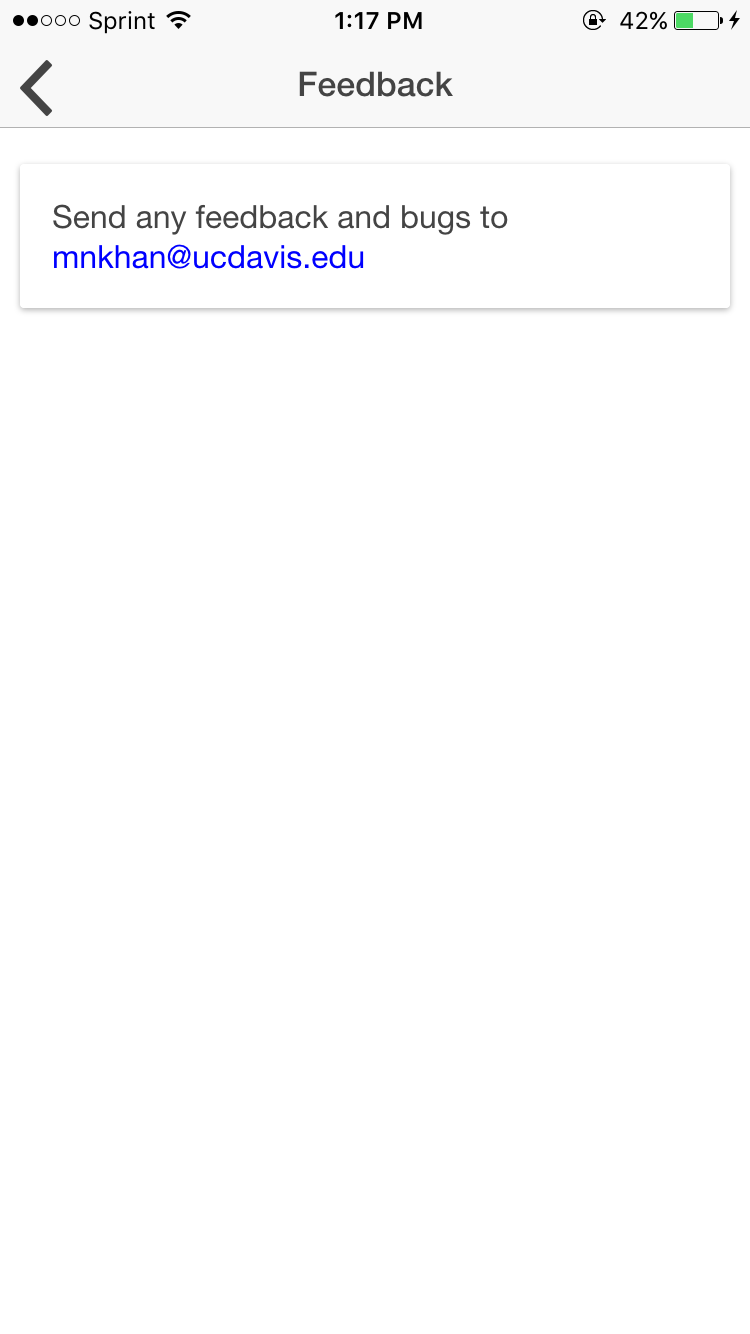 Sprint 1:17 PM 42%
Feedback
Send any feedback and bugs to
mnkhan@ucdavis.edu